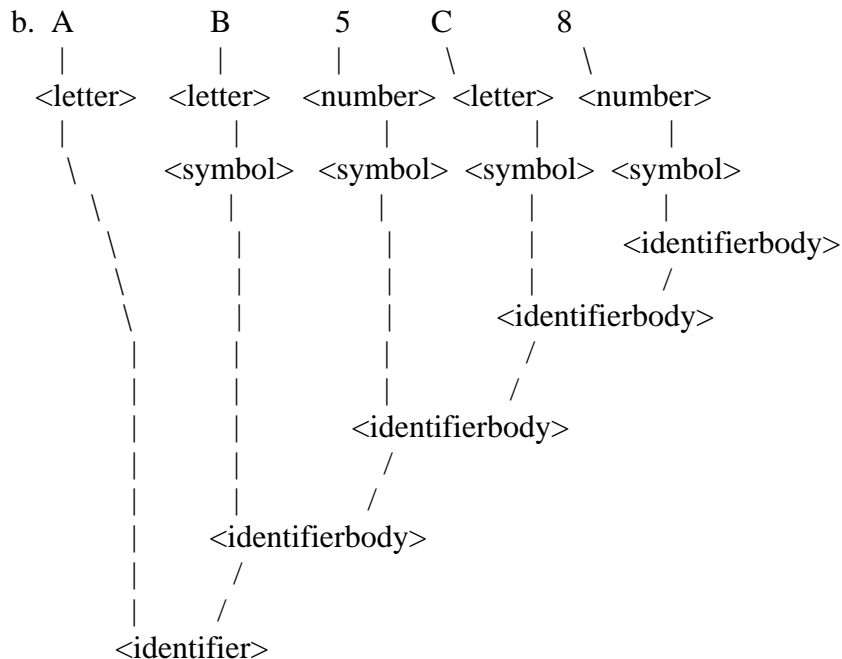 b. A B 5 C 8
<letter> <letter> <number> <letter> <number>
<symbol> <symbol> <symbol> <symbol>
<identifierbody>
<identifierbody>
<identifierbody>
<identifierbody>
<identifier>